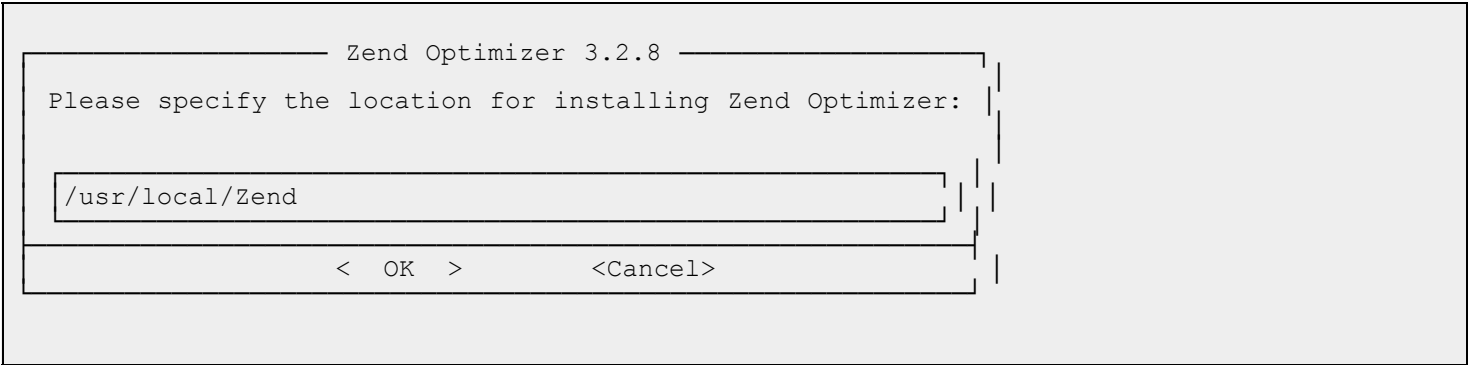 Zend Optimizer 3.2.8
Please specify the location for installing Zend Optimizer:
/usr/local/Zend
< OK > <Cancel>